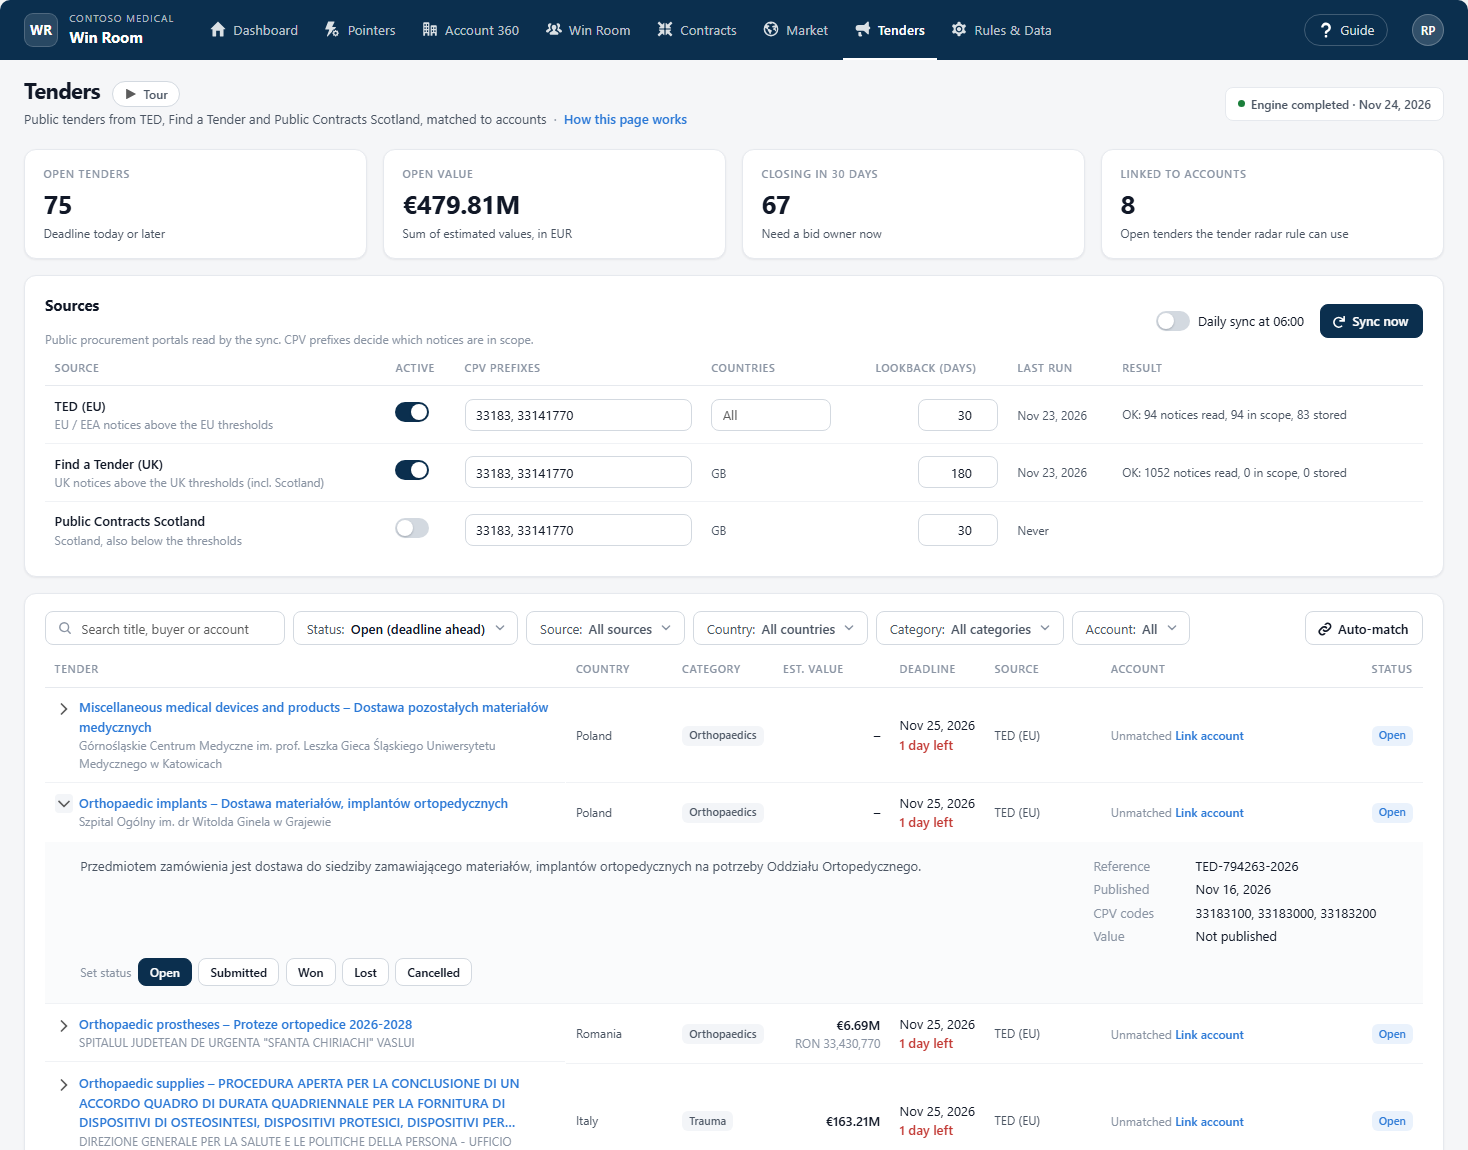 WR
CONTOSO MEDICAL
Win Room
Dashboard
Pointers
Account 360
Win Room
Contracts
Market
Tenders
Rules & Data
? Guide
RP
Tenders
Tour
Engine completed · Nov 24, 2026
Public tenders from TED, Find a Tender and Public Contracts Scotland, matched to accounts · How this page works
OPEN TENDERS
75
Deadline today or later
OPEN VALUE
€479.81M
Sum of estimated values, in EUR
CLOSING IN 30 DAYS
67
Need a bid owner now
LINKED TO ACCOUNTS
8
Open tenders the tender radar rule can use
Sources
Public procurement portals read by the sync. CPV prefixes decide which notices are in scope.
Daily sync at 06:00
Sync now
SOURCE ACTIVE CPV PREFIXES COUNTRIES LOOKBACK (DAYS) LAST RUN RESULT
TED (EU)
EU / EEA notices above the EU thresholds
33183, 33141770
All
30
Nov 23, 2026
OK: 94 notices read, 94 in scope, 83 stored
Find a Tender (UK)
UK notices above the UK thresholds (incl. Scotland)
33183, 33141770
GB
180
Nov 23, 2026
OK: 1052 notices read, 0 in scope, 0 stored
Public Contracts Scotland
Scotland, also below the thresholds
33183, 33141770
GB
30
Never
Search title, buyer or account
Status: Open (deadline ahead)
Source: All sources
Country: All countries
Category: All categories
Account: All
Auto-match
TENDER COUNTRY CATEGORY EST. VALUE DEADLINE SOURCE ACCOUNT STATUS
Miscellaneous medical devices and products – Dostawa pozostałych materiałów
medycznych
Górnośląskie Centrum Medyczne im. prof. Leszka Gieca Śląskiego Uniwersytetu
Medycznego w Katowicach
Poland
Orthopaedics
–
Nov 25, 2026
1 day left
TED (EU)
Unmatched Link account
Open
Orthopaedic implants – Dostawa materiałów, implantów ortopedycznych
Szpital Ogólny im. dr Witolda Ginela w Grajewie
Poland
Orthopaedics
–
Nov 25, 2026
1 day left
TED (EU)
Unmatched Link account
Open
Przedmiotem zamówienia jest dostawa do siedziby zamawiającego materiałów, implantów ortopedycznych na potrzeby Oddziału Ortopedycznego.
Reference TED-794263-2026
Published Nov 16, 2026
CPV codes 33183100, 33183000, 33183200
Value Not published
Set status Open Submitted Won Lost Cancelled
Orthopaedic prostheses – Proteze ortopedice 2026-2028
SPITALUL JUDETEAN DE URGENTA "SFANTA CHIRIACHI" VASLUI
Romania
Orthopaedics
€6.69M
RON 33,430,770
Nov 25, 2026
1 day left
TED (EU)
Unmatched Link account
Open
Orthopaedic supplies – PROCEDURA APERTA PER LA CONCLUSIONE DI UN
ACCORDO QUADRO DI DURATA QUADRIENNALE PER LA FORNITURA DI
DISPOSITIVI DI OSTEOSINTESI, DISPOSITIVI PROTESICI, DISPOSITIVI PER...
DIREZIONE GENERALE PER LA SALUTE E LE POLITICHE DELLA PERSONA - UFFICIO
Italy
Trauma
€163.21M
Nov 25, 2026
1 day left
TED (EU)
Unmatched Link account
Open